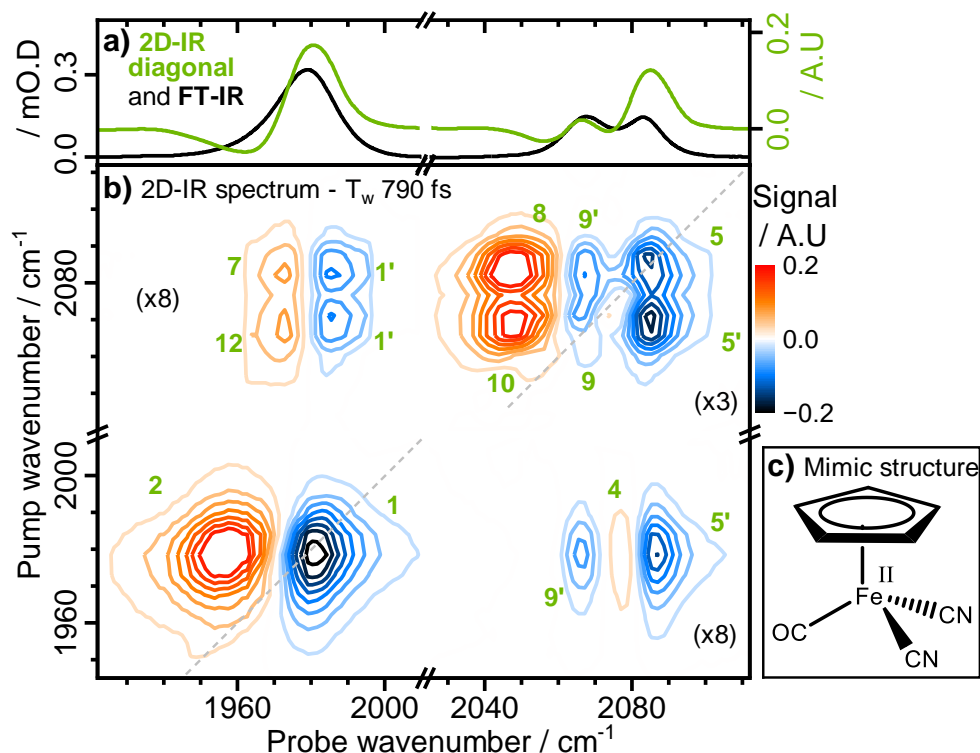 a) 2D-IR
diagonal
and FT-IR
/ mO.D
0.3
0.0
0.2
0.0
/ A.U
b) 2D-IR spectrum - Tw 790 fs
Signal
/ A.U
0.2
0.0
−0.2
8
9'
5
7
1'
(x8)
12
1'
10
9
5'
(x3)
2
1
4
5'
9'
(x8)
Pump wavenumber / cm⁻¹
2080
2000
1960
1960
2000
2040
2080
Probe wavenumber / cm⁻¹
c) Mimic structure
II
Fe
OC
CN
CN